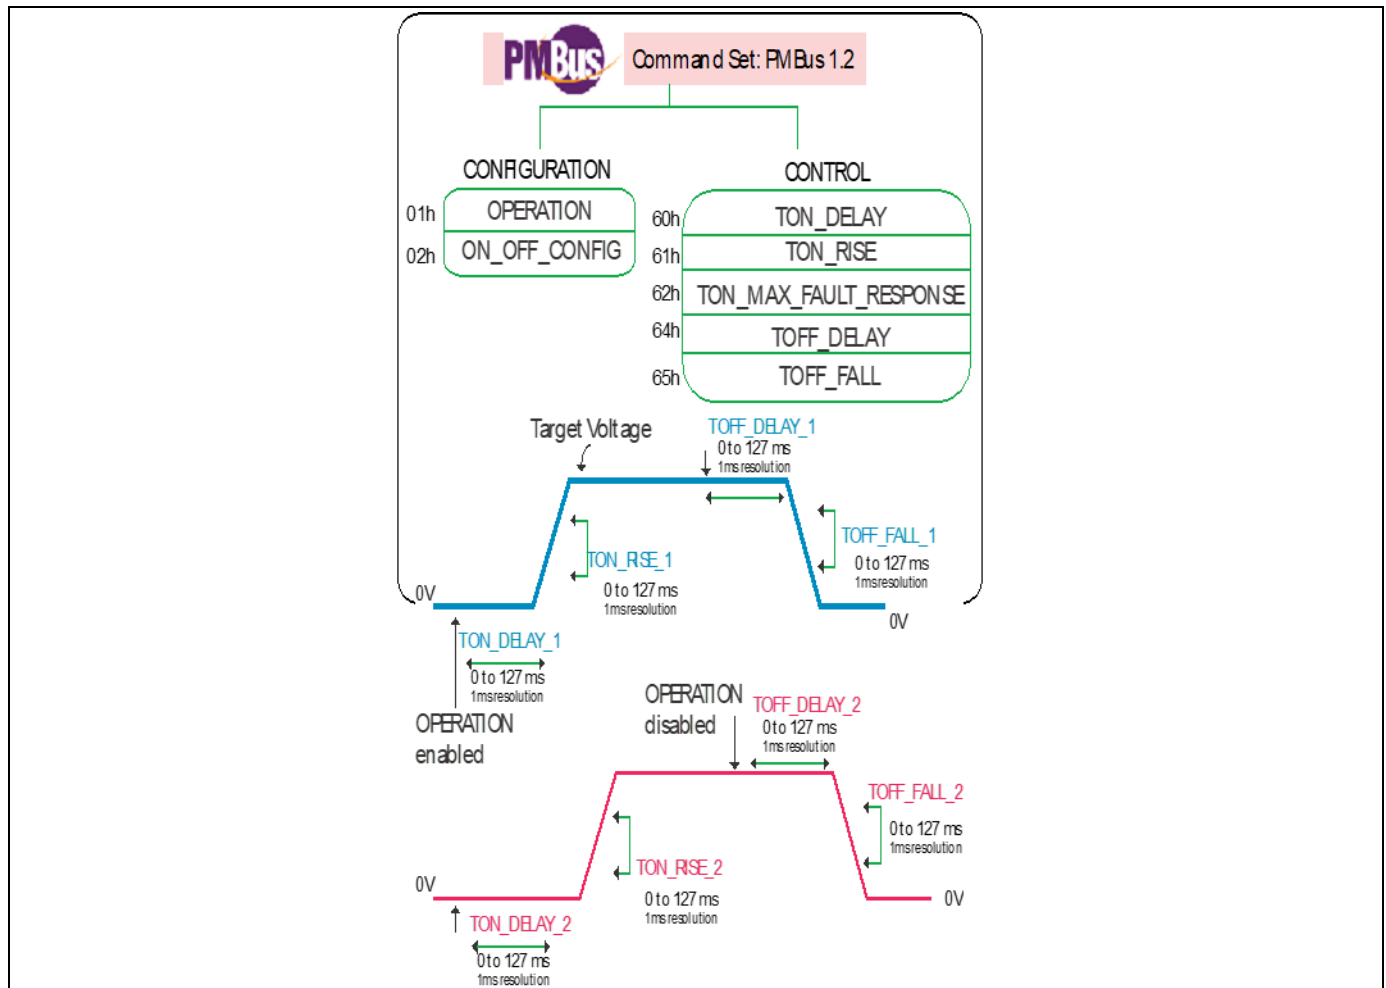 PMBus Command Set: PMBus 1.2
CONFIGURATION
CONTROL
01h OPERATION
02h ON_OFF_CONFIG
60h TON_DELAY
61h TON_RISE
62h TON_MAX_FAULT_RESPONSE
64h TOFF_DELAY
65h TOFF_FALL
Target Voltage
TOFF_DELAY_1
0 to 127 ms
1ms resolution
TON_RISE_1
0 to 127 ms
1ms resolution
TOFF_FALL_1
0 to 127 ms
1ms resolution
0V
0V
TON_DELAY_1
0 to 127 ms
1ms resolution
OPERATION
enabled
OPERATION
disabled
TOFF_DELAY_2
0 to 127 ms
1ms resolution
TOFF_FALL_2
0 to 127 ms
1ms resolution
TON_RISE_2
0 to 127 ms
1ms resolution
0V
0V
TON_DELAY_2
0 to 127 ms
1ms resolution